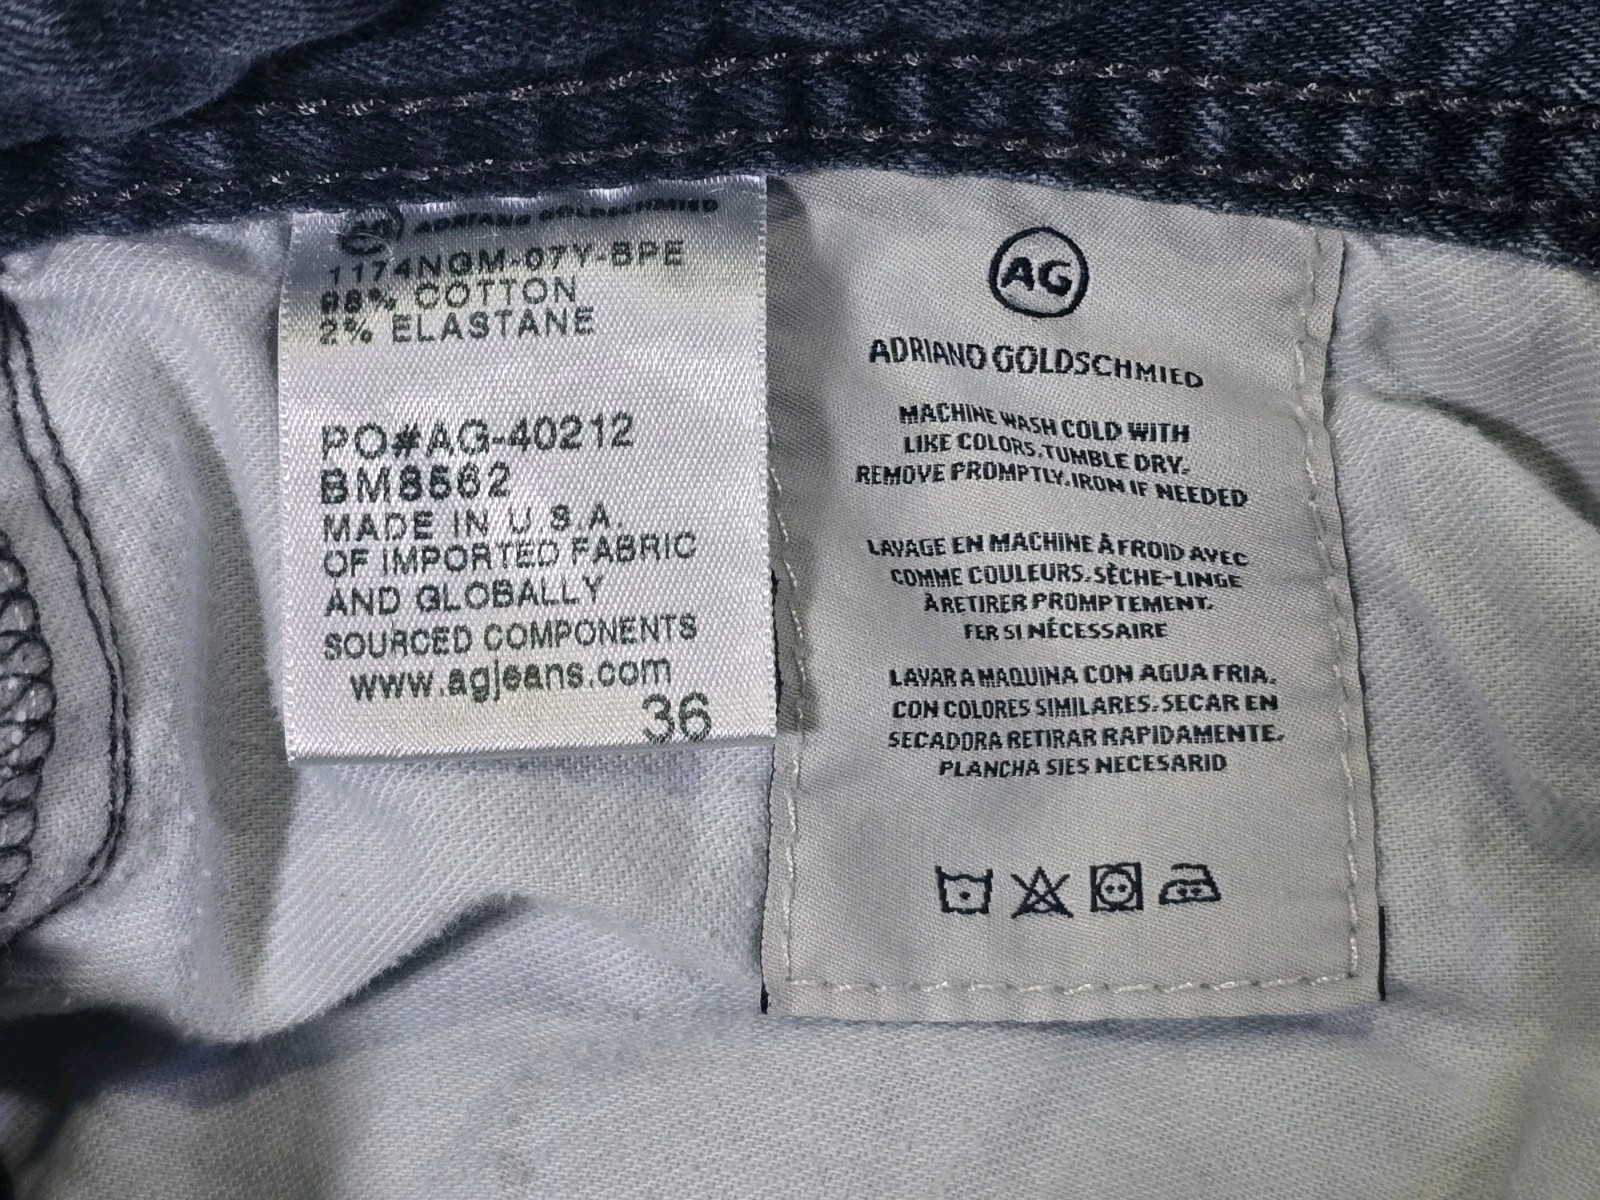 AG ADRIANO GOLDSCHMIED
1174NGM-07Y-BPE
98% COTTON
2% ELASTANE
PO#AG-40212
BM8562
MADE IN U.S.A.
OF IMPORTED FABRIC
AND GLOBALLY
SOURCED COMPONENTS
www.agjeans.com
36
AG
ADRIANO GOLDSCHMIED
MACHINE WASH COLD WITH
LIKE COLORS.TUMBLE DRY.
REMOVE PROMPTLY.IRON IF NEEDED
LAVAGE EN MACHINE À FROID AVEC
COMME COULEURS.SÈCHE-LINGE
À RETIRER PROMPTEMENT.
FER SI NÉCESSAIRE
LAVAR A MAQUINA CON AGUA FRIA.
CON COLORES SIMILARES.SECAR EN
SECADORA RETIRAR RAPIDAMENTE.
PLANCHA SIES NECESARIO